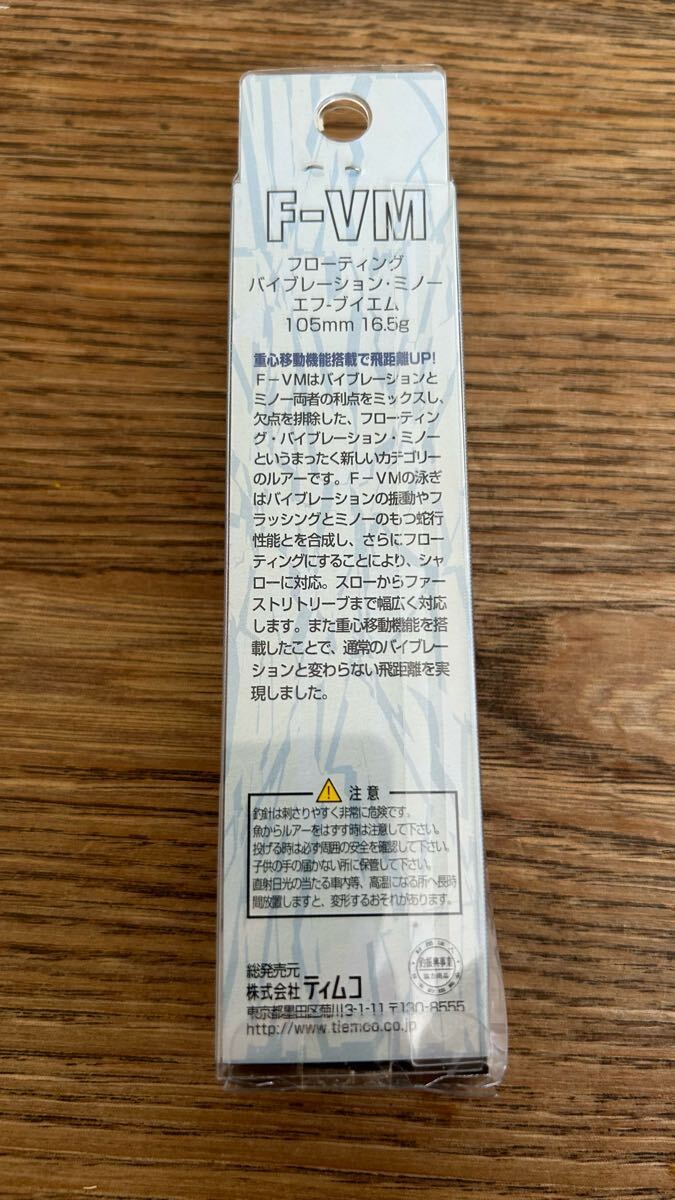 F-VM
フローティング
バイブレーション・ミノー
エフ-ブイエム
105mm 16.5g
重心移動機能搭載で飛距離UP!
F-VMはバイブレーションと
ミノー両者の利点をミックスし、
欠点を排除した、フローティン
グ・バイブレーション・ミノー
というまったく新しいカテゴリー
のルアーです。F-VMの泳ぎ
はバイブレーションの振動やフ
ラッシングとミノーのもつ蛇行
性能とを合成し、さらにフロー
ティングにすることにより、シャ
ローに対応。スローからファー
ストリトリーブまで幅広く対応
します。また重心移動機能を搭
載したことで、通常のバイブレー
ションと変わらない飛距離を実
現しました。
注意
釣針は刺さりやすく非常に危険です。
魚からルアーをはずす時は注意して下さい。
投げる時は必ず周囲の安全を確認して下さい。
子供の手の届かない所に保管して下さい。
直射日光の当たる車内等、高温になる所へ長時
間放置しますと、変形するおそれがあります。
釣振興事業
協力商品
総発売元
株式会社 ティムコ
東京都墨田区菊川3-1-11 〒130-8555
http://www.tiemco.co.jp